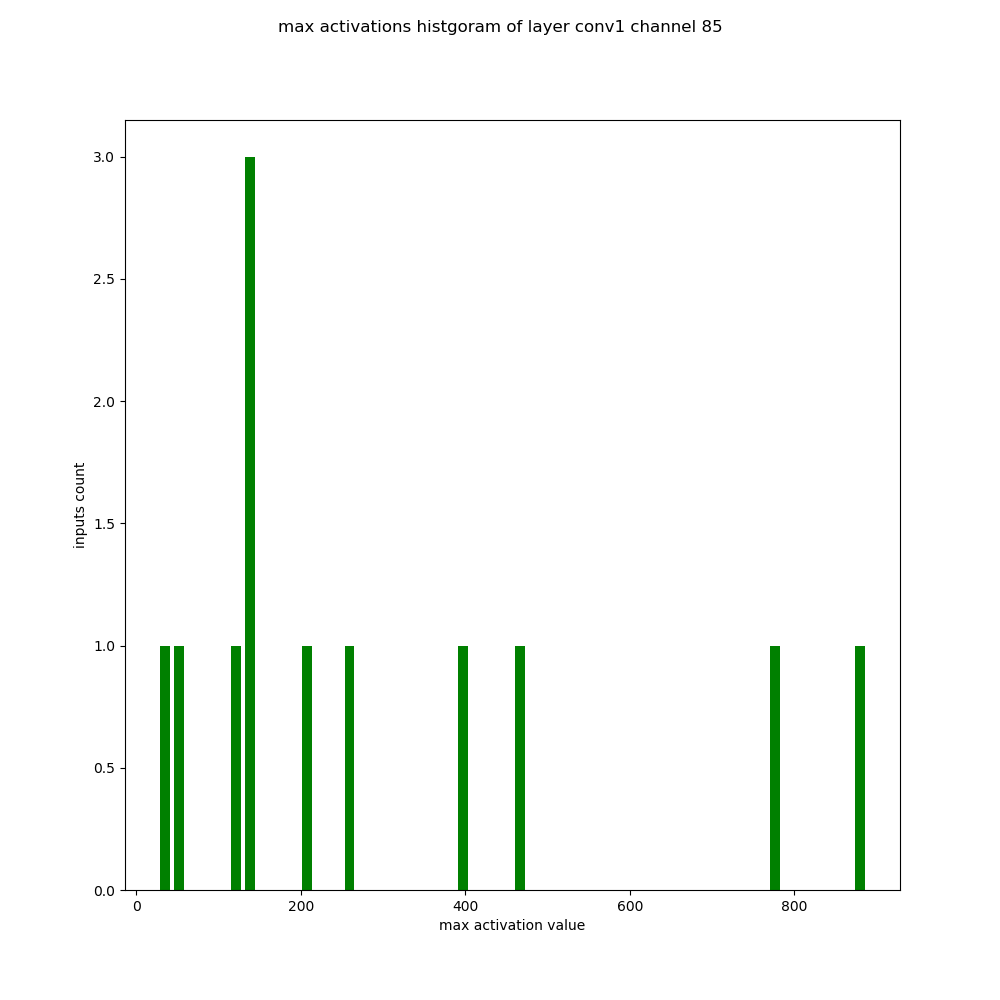 max activations histgoram of layer conv1 channel 85
3.0
2.5
2.0
1.5
1.0
0.5
0.0
inputs count
0 200 400 600 800
max activation value